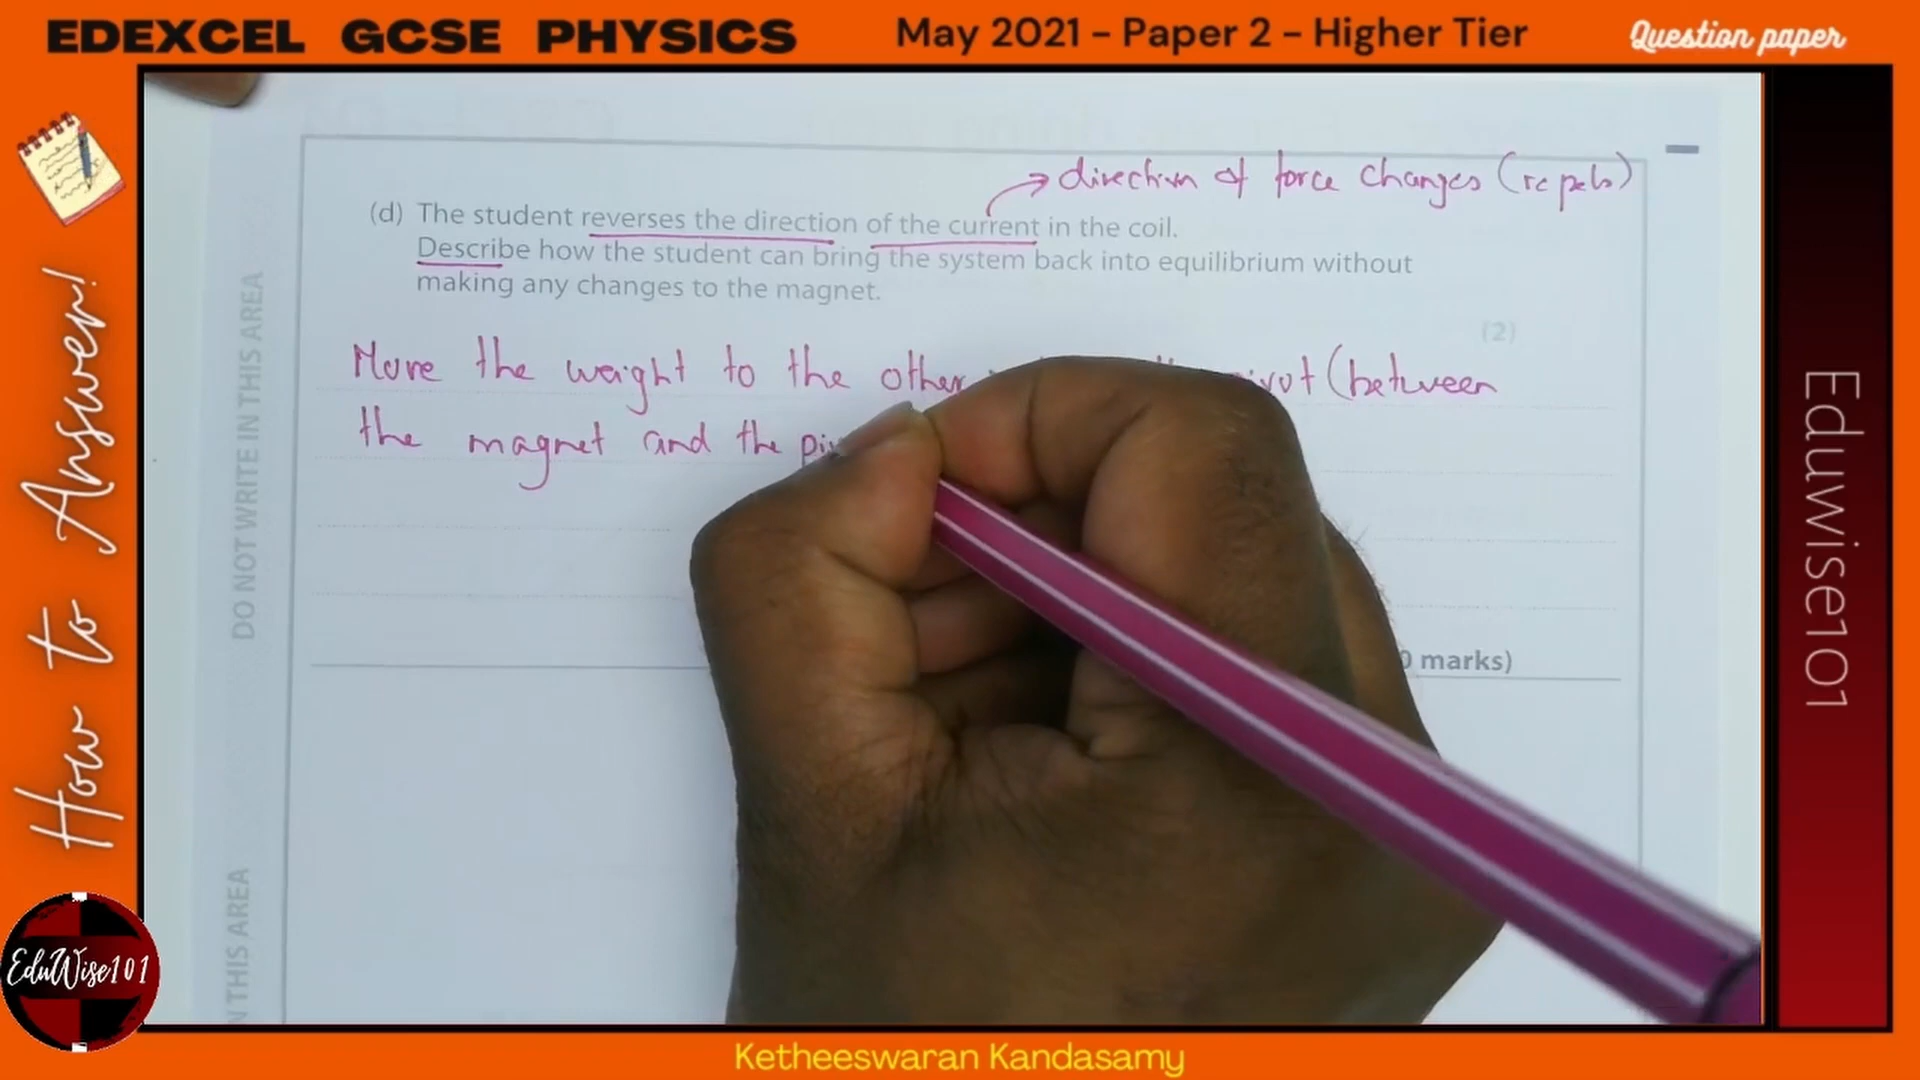 EDEXCEL GCSE PHYSICS
May 2021 - Paper 2 - Higher Tier
Question paper
How to Answer!
DO NOT WRITE IN THIS AREA
N THIS AREA
direction of force changes (repels)
(d) The student reverses the direction of the current in the coil.
Describe how the student can bring the system back into equilibrium without
making any changes to the magnet.
(2)
Move the weight to the other (between
the magnet and the
marks)
Eduwise101
EduWise101
Ketheeswaran Kandasamy